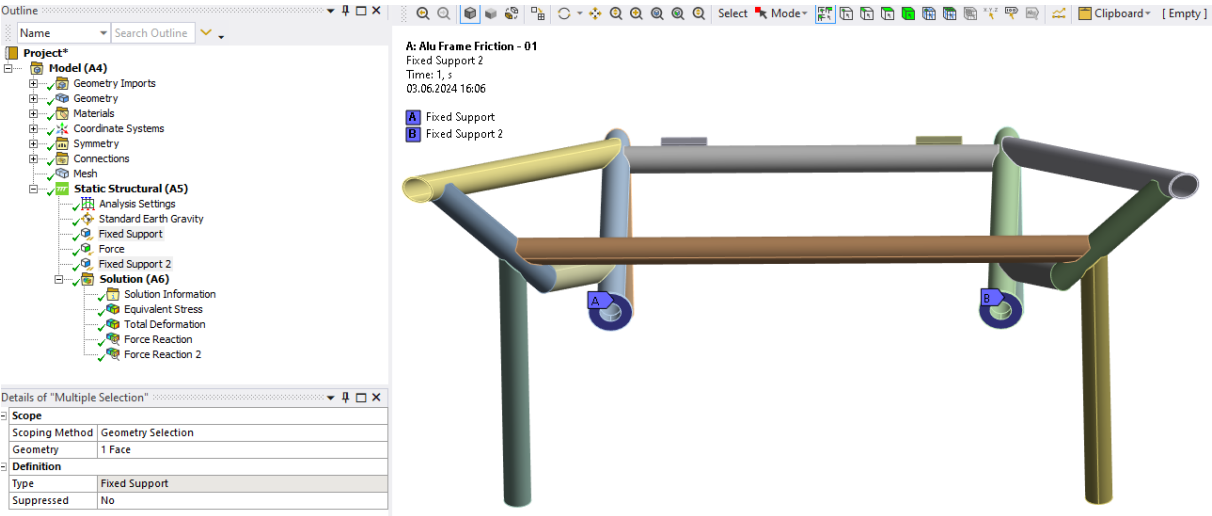 Outline
Name
Search Outline
Project*
Model (A4)
Geometry Imports
Geometry
Materials
Coordinate Systems
Symmetry
Connections
Mesh
Static Structural (A5)
Analysis Settings
Standard Earth Gravity
Fixed Support
Force
Fixed Support 2
Solution (A6)
Solution Information
Equivalent Stress
Total Deformation
Force Reaction
Force Reaction 2
Details of "Multiple Selection"
Scope
Scoping Method Geometry Selection
Geometry 1 Face
Definition
Type Fixed Support
Suppressed No
Select Mode Clipboard [ Empty ]
A: Alu Frame Friction - 01
Fixed Support 2
Time: 1, s
03.06.2024 16:06
A Fixed Support
B Fixed Support 2
A
B